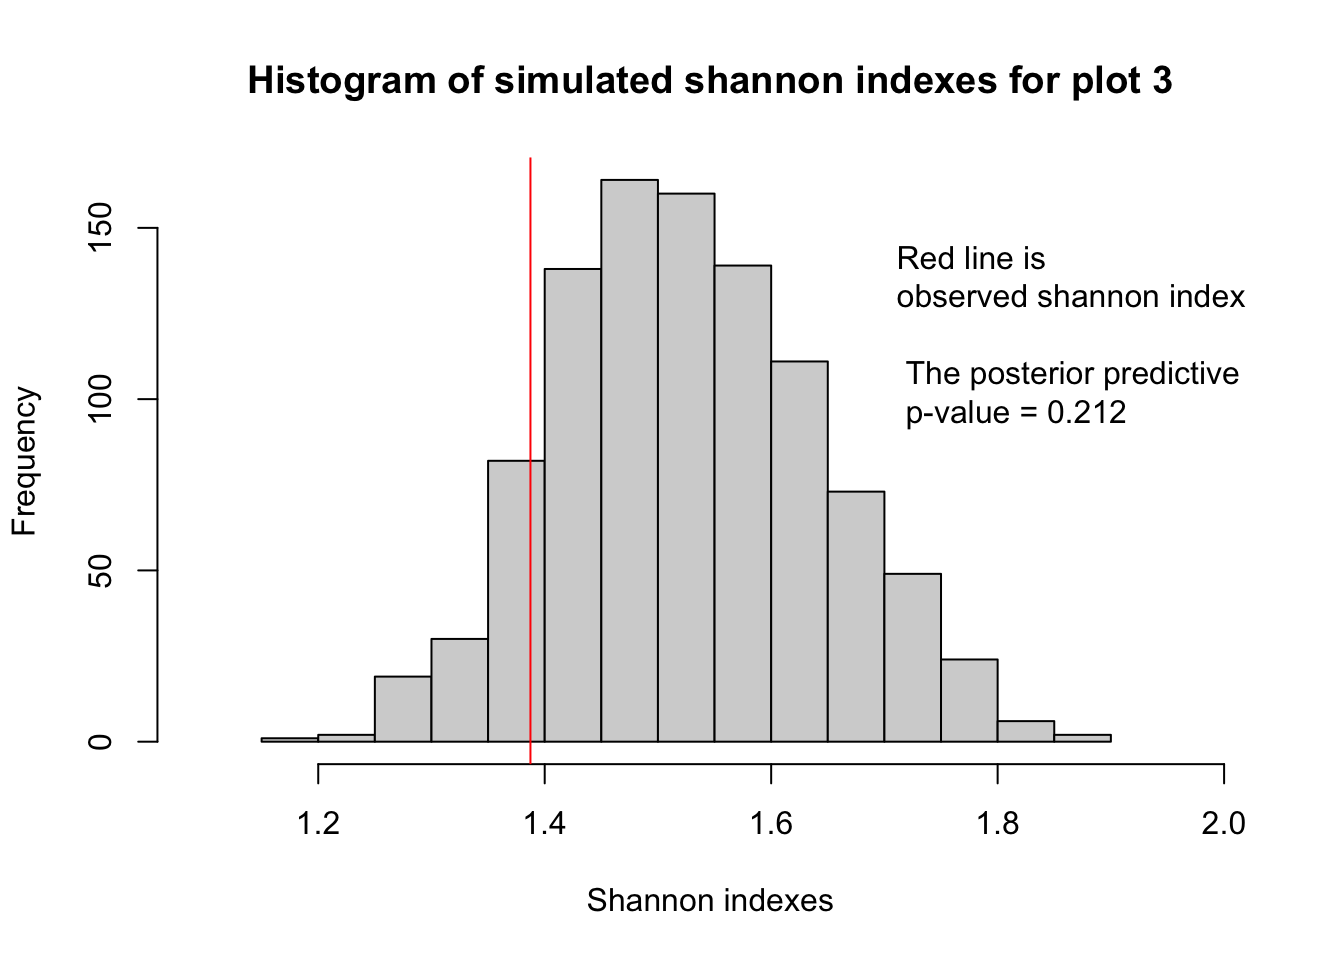 Histogram of simulated shannon indexes for plot 3
Red line is
observed shannon index
The posterior predictive
p-value = 0.212
Frequency
150
100
50
0
1.2
1.4
1.6
1.8
2.0
Shannon indexes